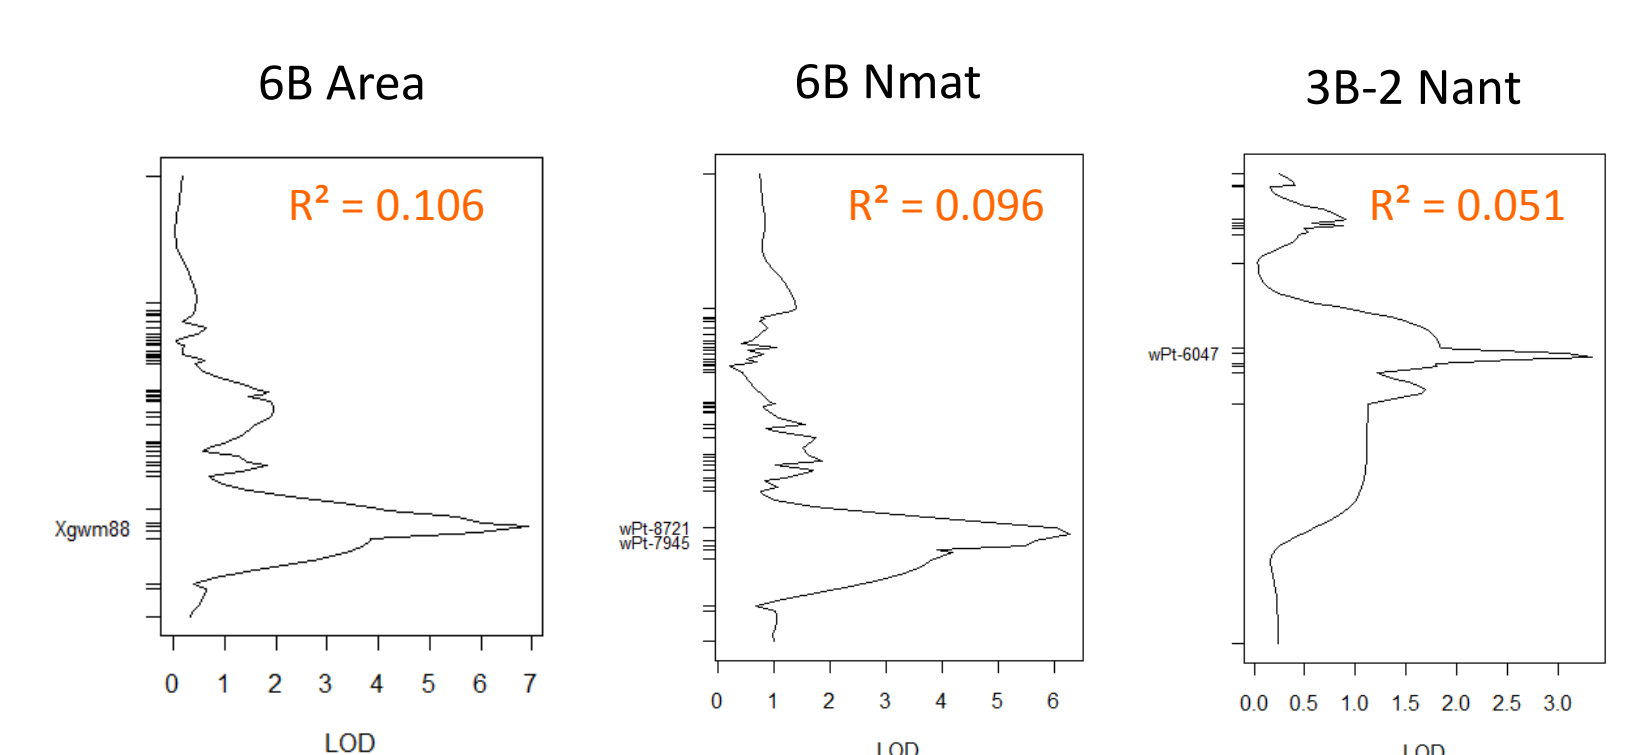 6B Area
6B Nmat
3B-2 Nant
R² = 0.106
R² = 0.096
R² = 0.051
Xgwm88
wPt-8721
wPt-7945
wPt-6047
0 1 2 3 4 5 6 7
0 1 2 3 4 5 6
0.0 0.5 1.0 1.5 2.0 2.5 3.0
LOD
LOD
LOD